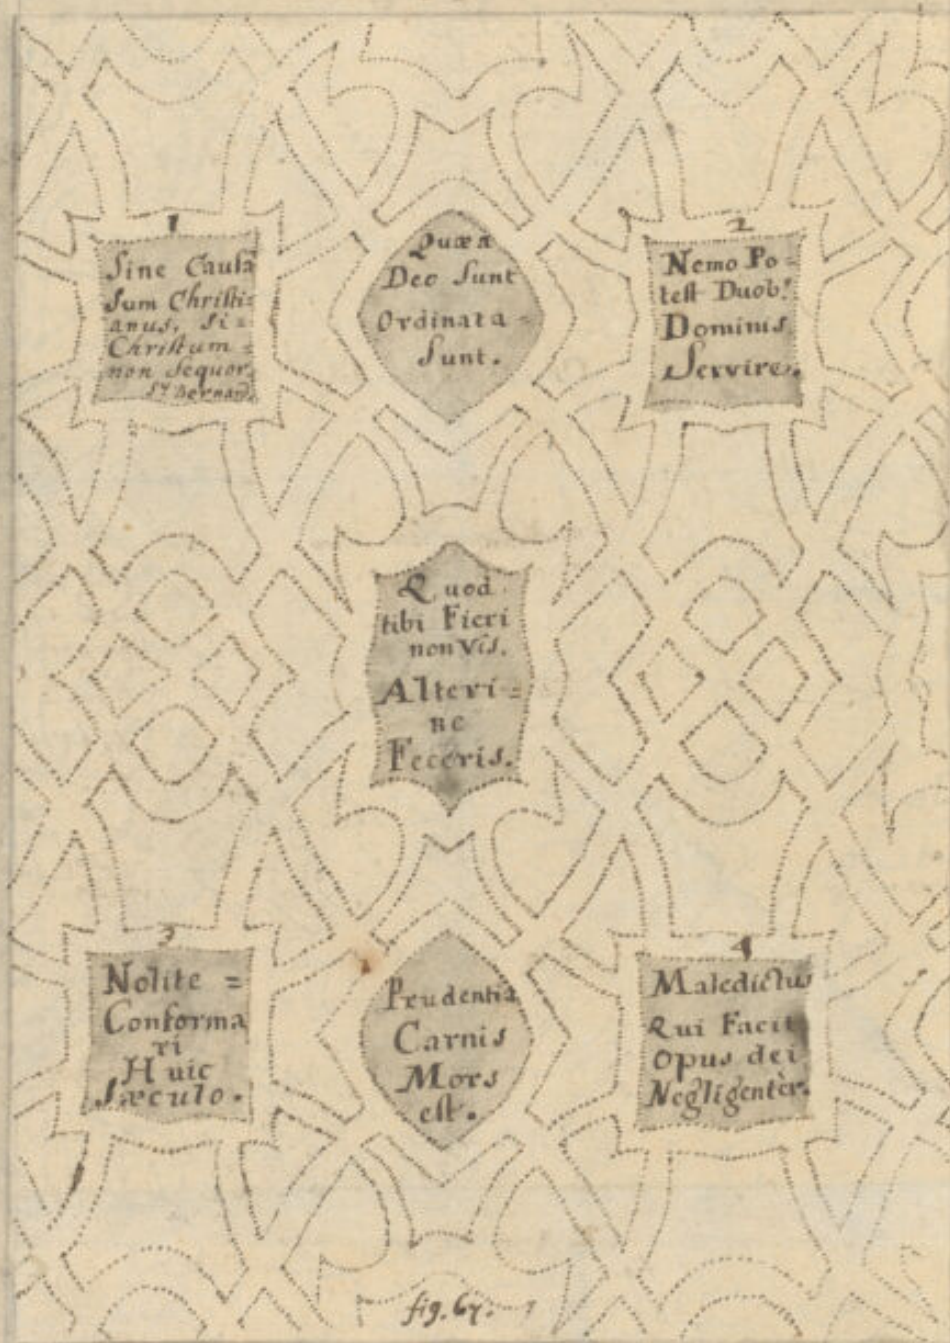 1
Sine Causa
Sum Christi=
anus, si=
Christum=
non sequor.
St Bernard.
Quæ a
Deo Sunt
Ordinata=
Sunt.
2
Nemo Po=
test Duob9
Dominis,
Servire.
Quod
tibi Fieri
non Vis,
Alteri=
ne
Feceris.
3
Nolite =
Conforma
ri
Huic
Sæculo.
Prudentia
Carnis
Mors
est.
4
Maledictus
Qui Facit
Opus dei
Negligentèr.
fig. 67.